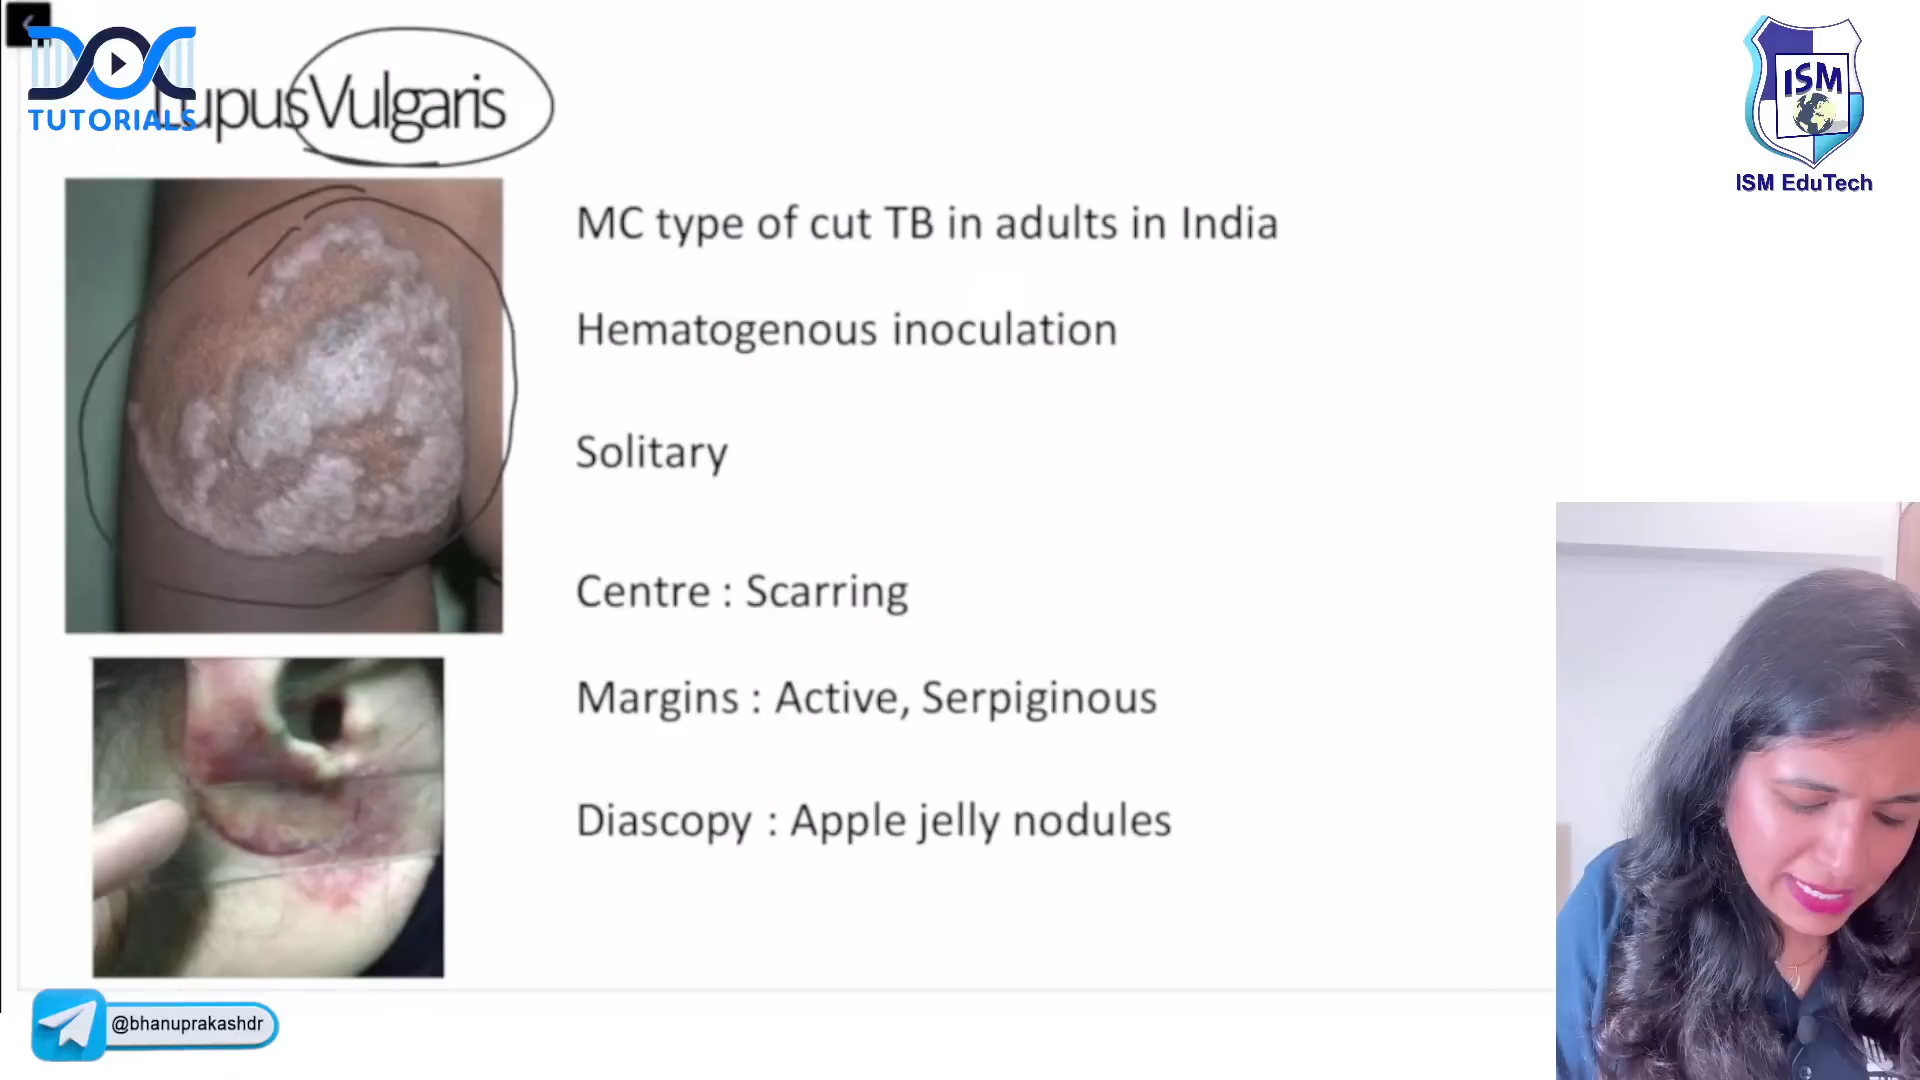 DOC
TUTORIALS
Lupus Vulgaris
ISM
ISM EduTech
MC type of cut TB in adults in India
Hematogenous inoculation
Solitary
Centre : Scarring
Margins : Active, Serpiginous
Diascopy : Apple jelly nodules
@bhanuprakashdr